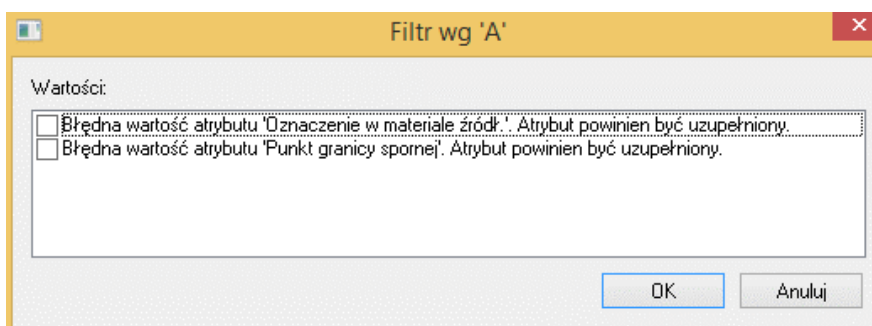 Filtr wg 'A'
Wartości:
Błędna wartość atrybutu 'Oznaczenie w materiale źródł.'. Atrybut powinien być uzupełniony.
Błędna wartość atrybutu 'Punkt granicy spornej'. Atrybut powinien być uzupełniony.
OK Anuluj